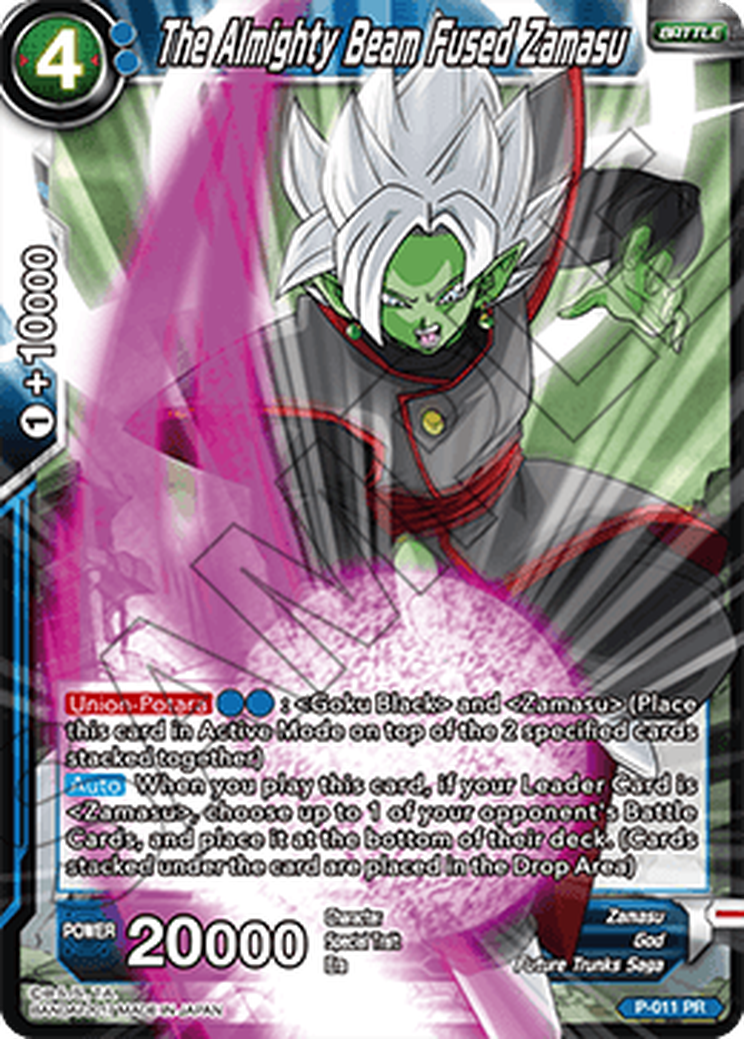 4 The Almighty Beam Fused Zamasu BATTLE
1 +10000
Union-Potara : <Goku Black> and <Zamasu> (Place
this card in Active Mode on top of the 2 specified cards
stacked together)
Auto When you play this card, if your Leader Card is
<Zamasu>, choose up to 1 of your opponent's Battle
Cards, and place it at the bottom of their deck. (Cards
stacked under the card are placed in the Drop Area)
POWER 20000
Character Zamasu
Special Trait God
Era Future Trunks Saga
MADE IN JAPAN
P-011 PR
SAMPLE